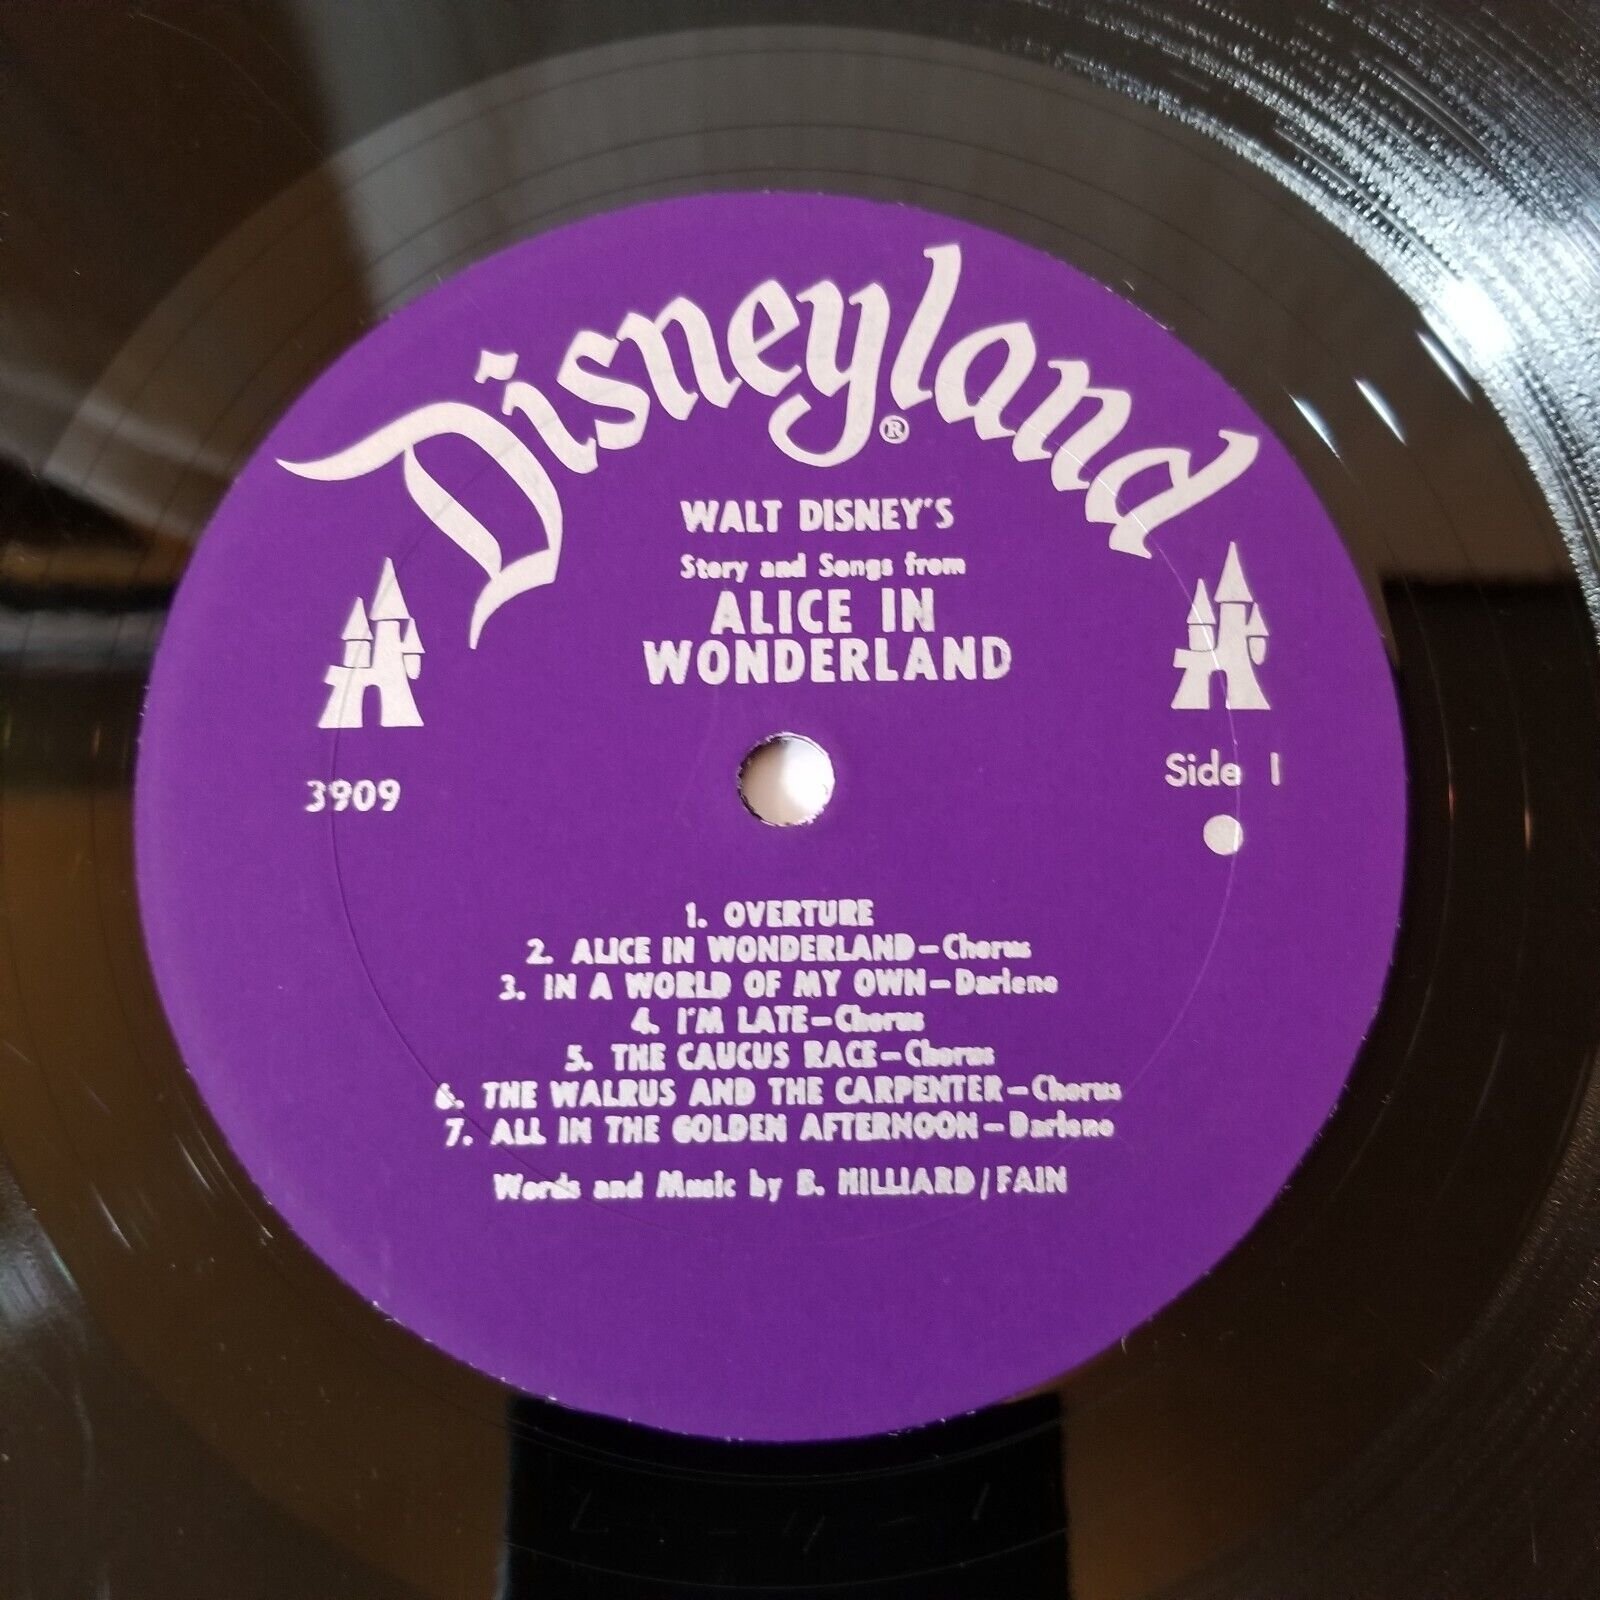 Disneyland®
WALT DISNEY'S
Story and Songs from
ALICE IN
WONDERLAND
3909
Side 1
1. OVERTURE
2. ALICE IN WONDERLAND—Chorus
3. IN A WORLD OF MY OWN—Darlene
4. I'M LATE—Chorus
5. THE CAUCUS RACE—Chorus
6. THE WALRUS AND THE CARPENTER—Chorus
7. ALL IN THE GOLDEN AFTERNOON—Darlene
Words and Music by B. HILLIARD/FAIN